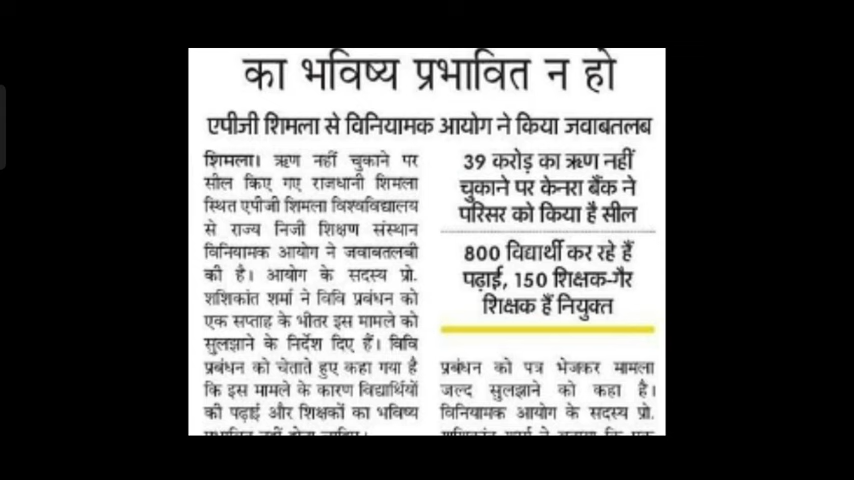 का भविष्य प्रभावित न हो
एपीजी शिमला से विनियामक आयोग ने किया जवाबतलब
शिमला। ऋण नहीं चुकाने पर
सील किए गए राजधानी शिमला
स्थित एपीजी शिमला विश्वविद्यालय
से राज्य निजी शिक्षण संस्थान
विनियामक आयोग ने जवाबतलबी
की है। आयोग के सदस्य प्रो.
शशिकांत शर्मा ने विवि प्रबंधन को
एक सप्ताह के भीतर इस मामले को
सुलझाने के निर्देश दिए हैं। विवि
प्रबंधन को चेताते हुए कहा गया है
कि इस मामले के कारण विद्यार्थियों
की पढ़ाई और शिक्षकों का भविष्य
39 करोड़ का ऋण नहीं
चुकाने पर केनरा बैंक ने
परिसर को किया है सील
800 विद्यार्थी कर रहे हैं
पढ़ाई, 150 शिक्षक-गैर
शिक्षक हैं नियुक्त
प्रबंधन को पत्र भेजकर मामला
जल्द सुलझाने को कहा है।
विनियामक आयोग के सदस्य प्रो.